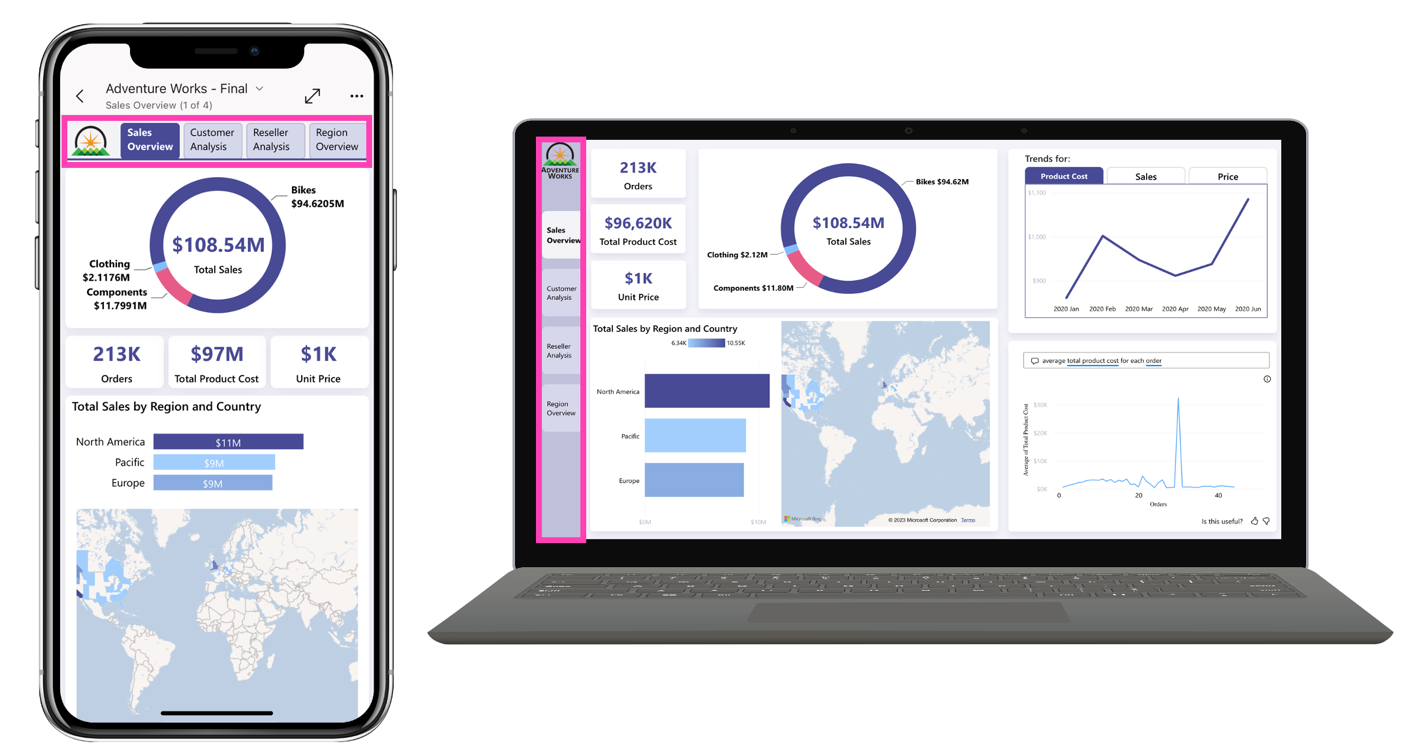 Adventure Works - Final
Sales Overview (1 of 4)
Sales
Overview
Customer
Analysis
Reseller
Analysis
Region
Overview
Bikes
$94.6205M
$108.54M
Total Sales
Clothing
$2.1176M
Components
$11.7991M
213K
Orders
$97M
Total Product Cost
$1K
Unit Price
Total Sales by Region and Country
North America
$11M
Pacific
$9M
Europe
$9M
ADVENTURE
WORKS
Sales
Overview
Customer
Analysis
Reseller
Analysis
Region
Overview
213K
Orders
$96,620K
Total Product Cost
$1K
Unit Price
Bikes $94.62M
$108.54M
Total Sales
Clothing $2.12M
Components $11.80M
Total Sales by Region and Country
6.34K 10.55K
North America
Pacific
Europe
$0M $10M
Microsoft Bing
© 2023 Microsoft Corporation Terms
Trends for:
Product Cost Sales Price
$1,100
$1,000
$900
2020 Jan 2020 Feb 2020 Mar 2020 Apr 2020 May 2020 Jun
average total product cost for each order
Average of Total Product Cost
$20K
$10K
$0K
0 20 40
Orders
Is this useful?